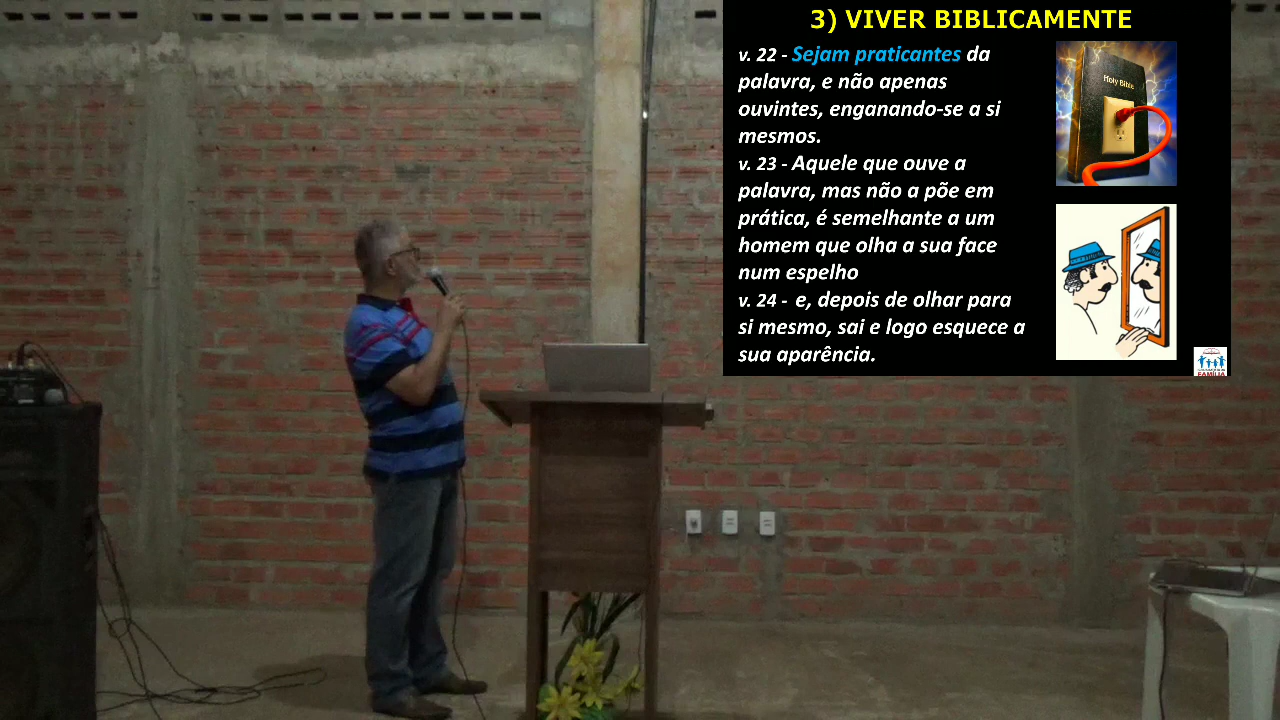 3) VIVER BIBLICAMENTE
v. 22 - Sejam praticantes da
palavra, e não apenas
ouvintes, enganando-se a si
mesmos.
v. 23 - Aquele que ouve a
palavra, mas não a põe em
prática, é semelhante a um
homem que olha a sua face
num espelho
v. 24 - e, depois de olhar para
si mesmo, sai e logo esquece a
sua aparência.
Holy Bible
FAMÍLIA